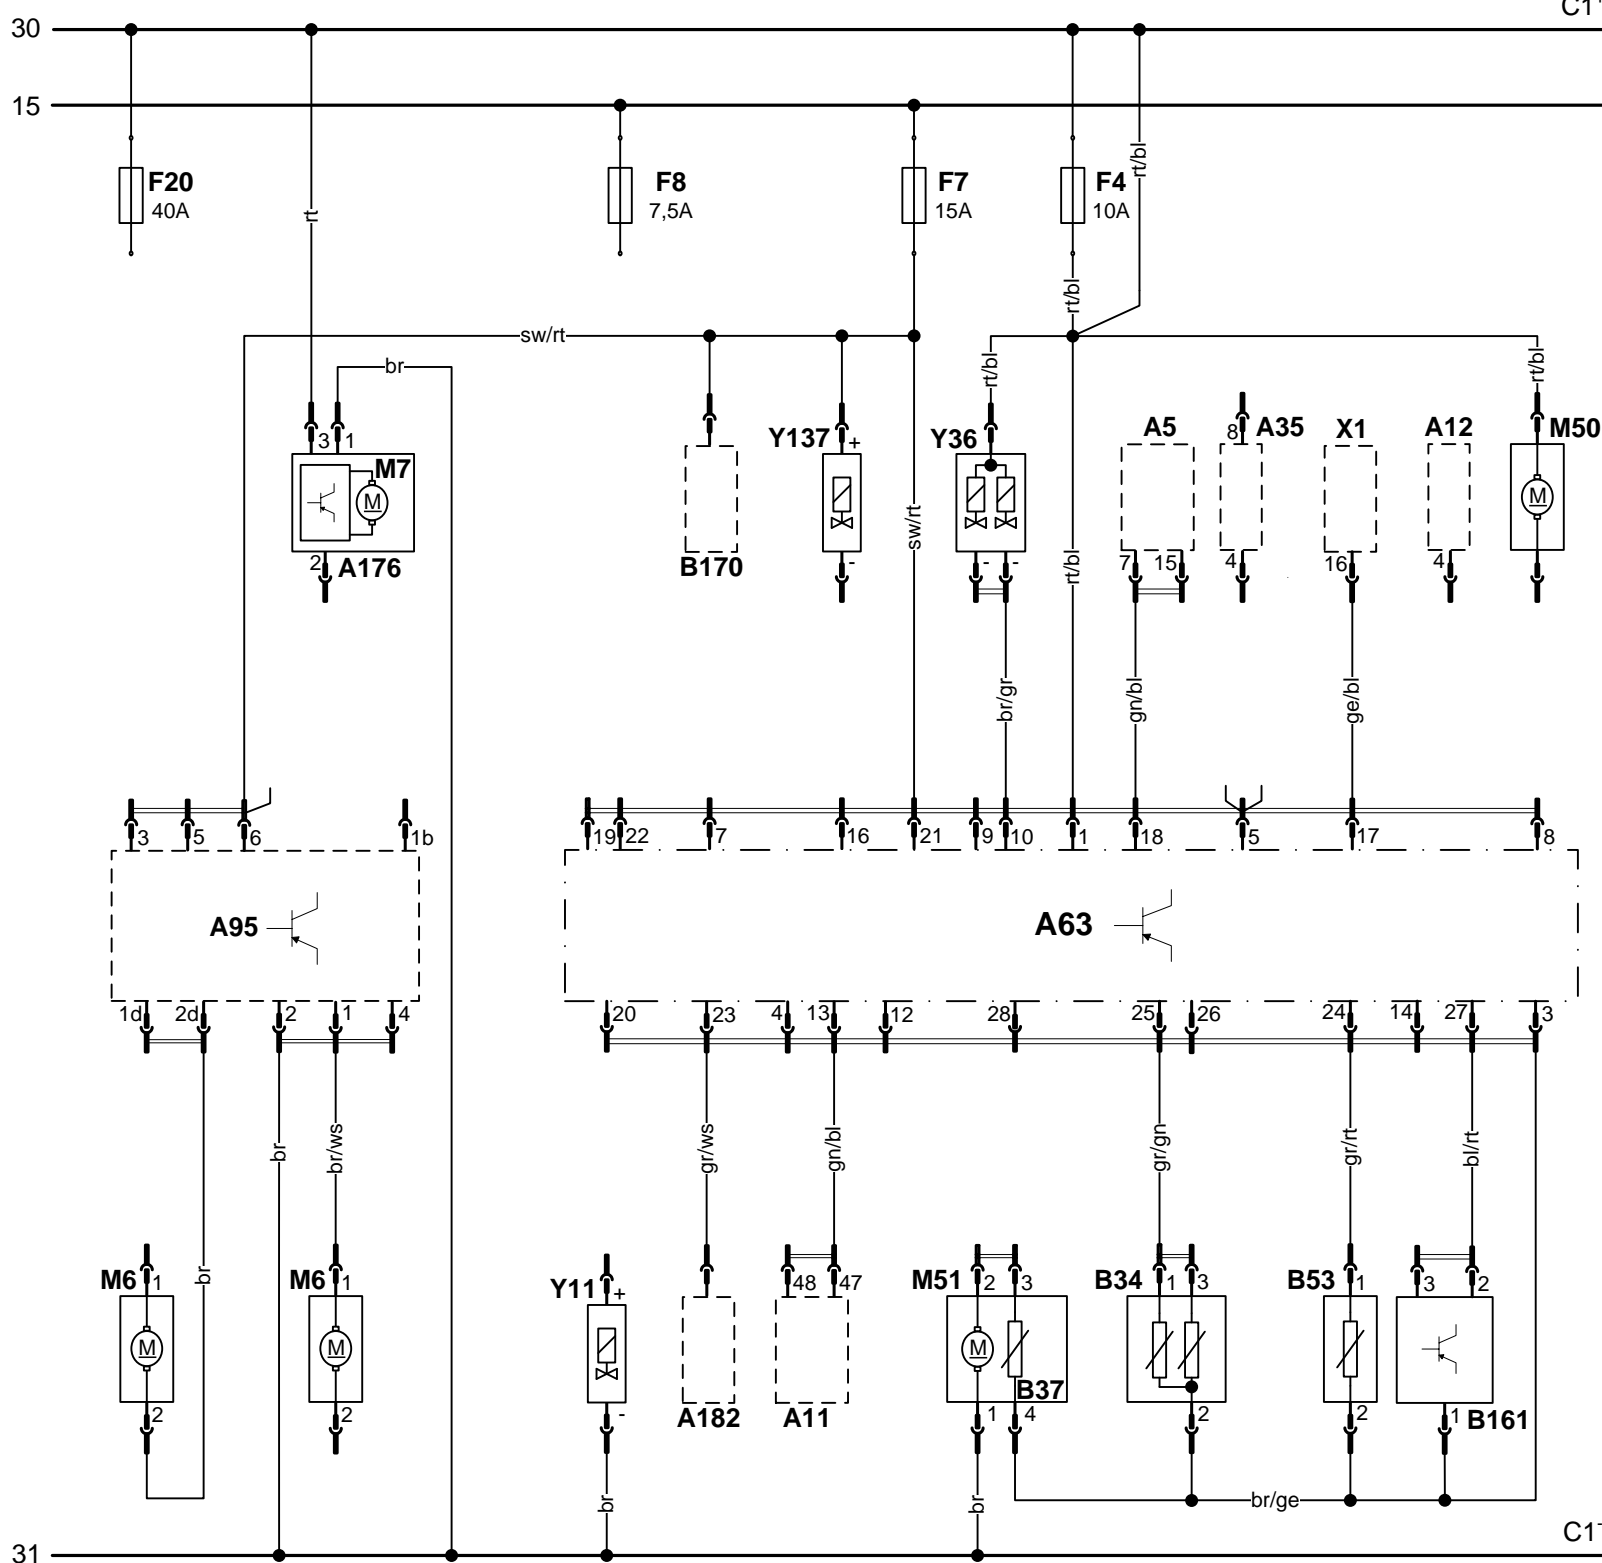 C1
30
15
F20
F8
F7
F4
40A
7,5A
15A
10A
rt
rt/bl
rt/bl
sw/rt
br
rt/bl
rt/bl
Y137
+
Y36
A5
8
A35
X1
A12
M50
3
1
M7
M
M
sw/rt
2
A176
B170
-
-
-
rt/bl
7
15
4
16
4
br/gr
gn/bl
ge/bl
3
5
6
1b
19
22
7
16
21
9
10
1
18
5
17
8
A95
A63
1d
2d
2
1
4
20
23
4
13
12
28
25
26
24
14
27
3
br
br/ws
gr/ws
gn/bl
gr/gn
gr/rt
bl/rt
br
M6
1
M6
1
Y11
+
48
47
M51
2
3
B34
1
3
B53
1
3
2
M
M
M
B37
2
2
-
A182
A11
1
4
2
2
1
B161
br
br
br/ge
C1
31